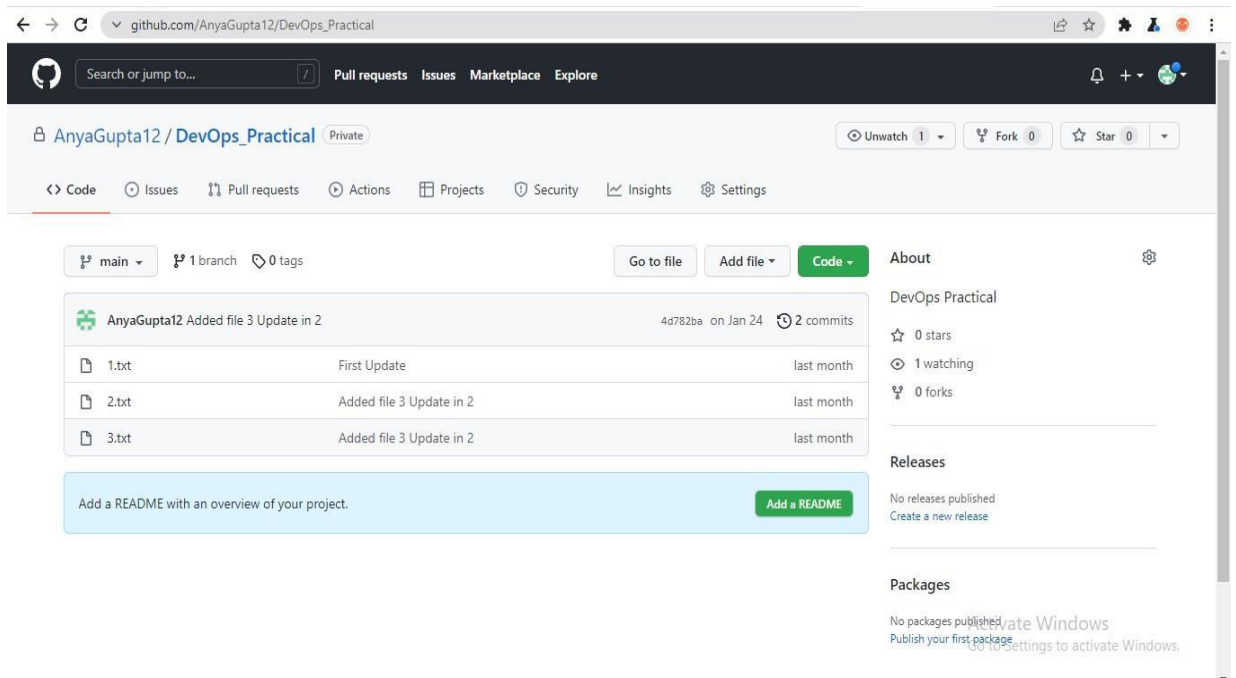 github.com/AnyaGupta12/DevOps_Practical
Search or jump to... / Pull requests Issues Marketplace Explore
AnyaGupta12 / DevOps_Practical Private Unwatch 1 Fork 0 Star 0
<> Code Issues Pull requests Actions Projects Security Insights Settings
main 1 branch 0 tags Go to file Add file Code
AnyaGupta12 Added file 3 Update in 2 4d782ba on Jan 24 2 commits
1.txt First Update last month
2.txt Added file 3 Update in 2 last month
3.txt Added file 3 Update in 2 last month
Add a README with an overview of your project. Add a README
About
DevOps Practical
0 stars
1 watching
0 forks
Releases
No releases published
Create a new release
Packages
No packages published
Publish your first package
Activate Windows
Go to Settings to activate Windows.